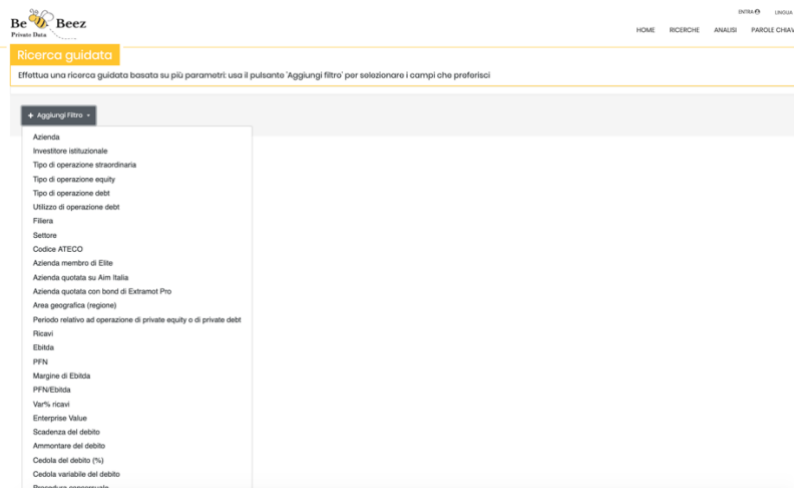 Be Beez
Private Data
ENTRA
LINGUA
HOME RICERCHE ANALISI PAROLE CHIAV
Ricerca guidata
Effettua una ricerca guidata basata su più parametri: usa il pulsante 'Aggiungi filtro' per selezionare i campi che preferisci
+ Aggiungi Filtro
Azienda
Investitore istituzionale
Tipo di operazione straordinaria
Tipo di operazione equity
Tipo di operazione debt
Utilizzo di operazione debt
Filiera
Settore
Codice ATECO
Azienda membro di Elite
Azienda quotata su Aim Italia
Azienda quotata con bond di Extramot Pro
Area geografica (regione)
Periodo relativo ad operazione di private equity o di private debt
Ricavi
Ebitda
PFN
Margine di Ebitda
PFN/Ebitda
Var% ricavi
Enterprise Value
Scadenza del debito
Ammontare del debito
Cedola del debito (%)
Cedola variabile del debito
Procedura concorsuale